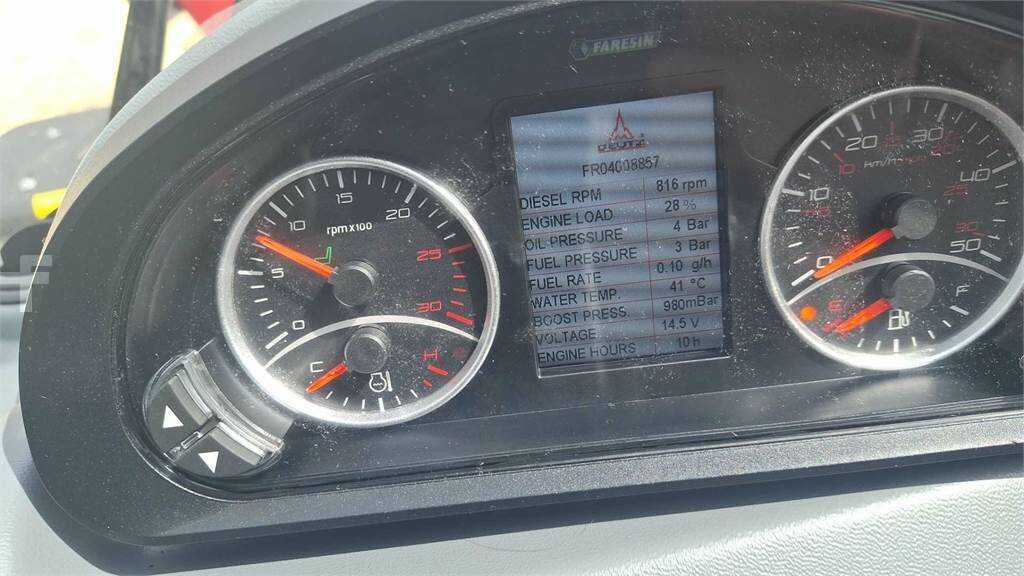 FARESIN
DEUTZ
FR04008857
DIESEL RPM 816 rpm
ENGINE LOAD 28 %
OIL PRESSURE 4 Bar
FUEL PRESSURE 3 Bar
FUEL RATE 0.10 g/h
WATER TEMP. 41 °C
BOOST PRESS. 980mBar
VOLTAGE 14.5 V
ENGINE HOURS 10 h
0 5 10 15 20 25 30
rpm x100
C H
0 10 20 30 40 50
10
km/h
E F
F